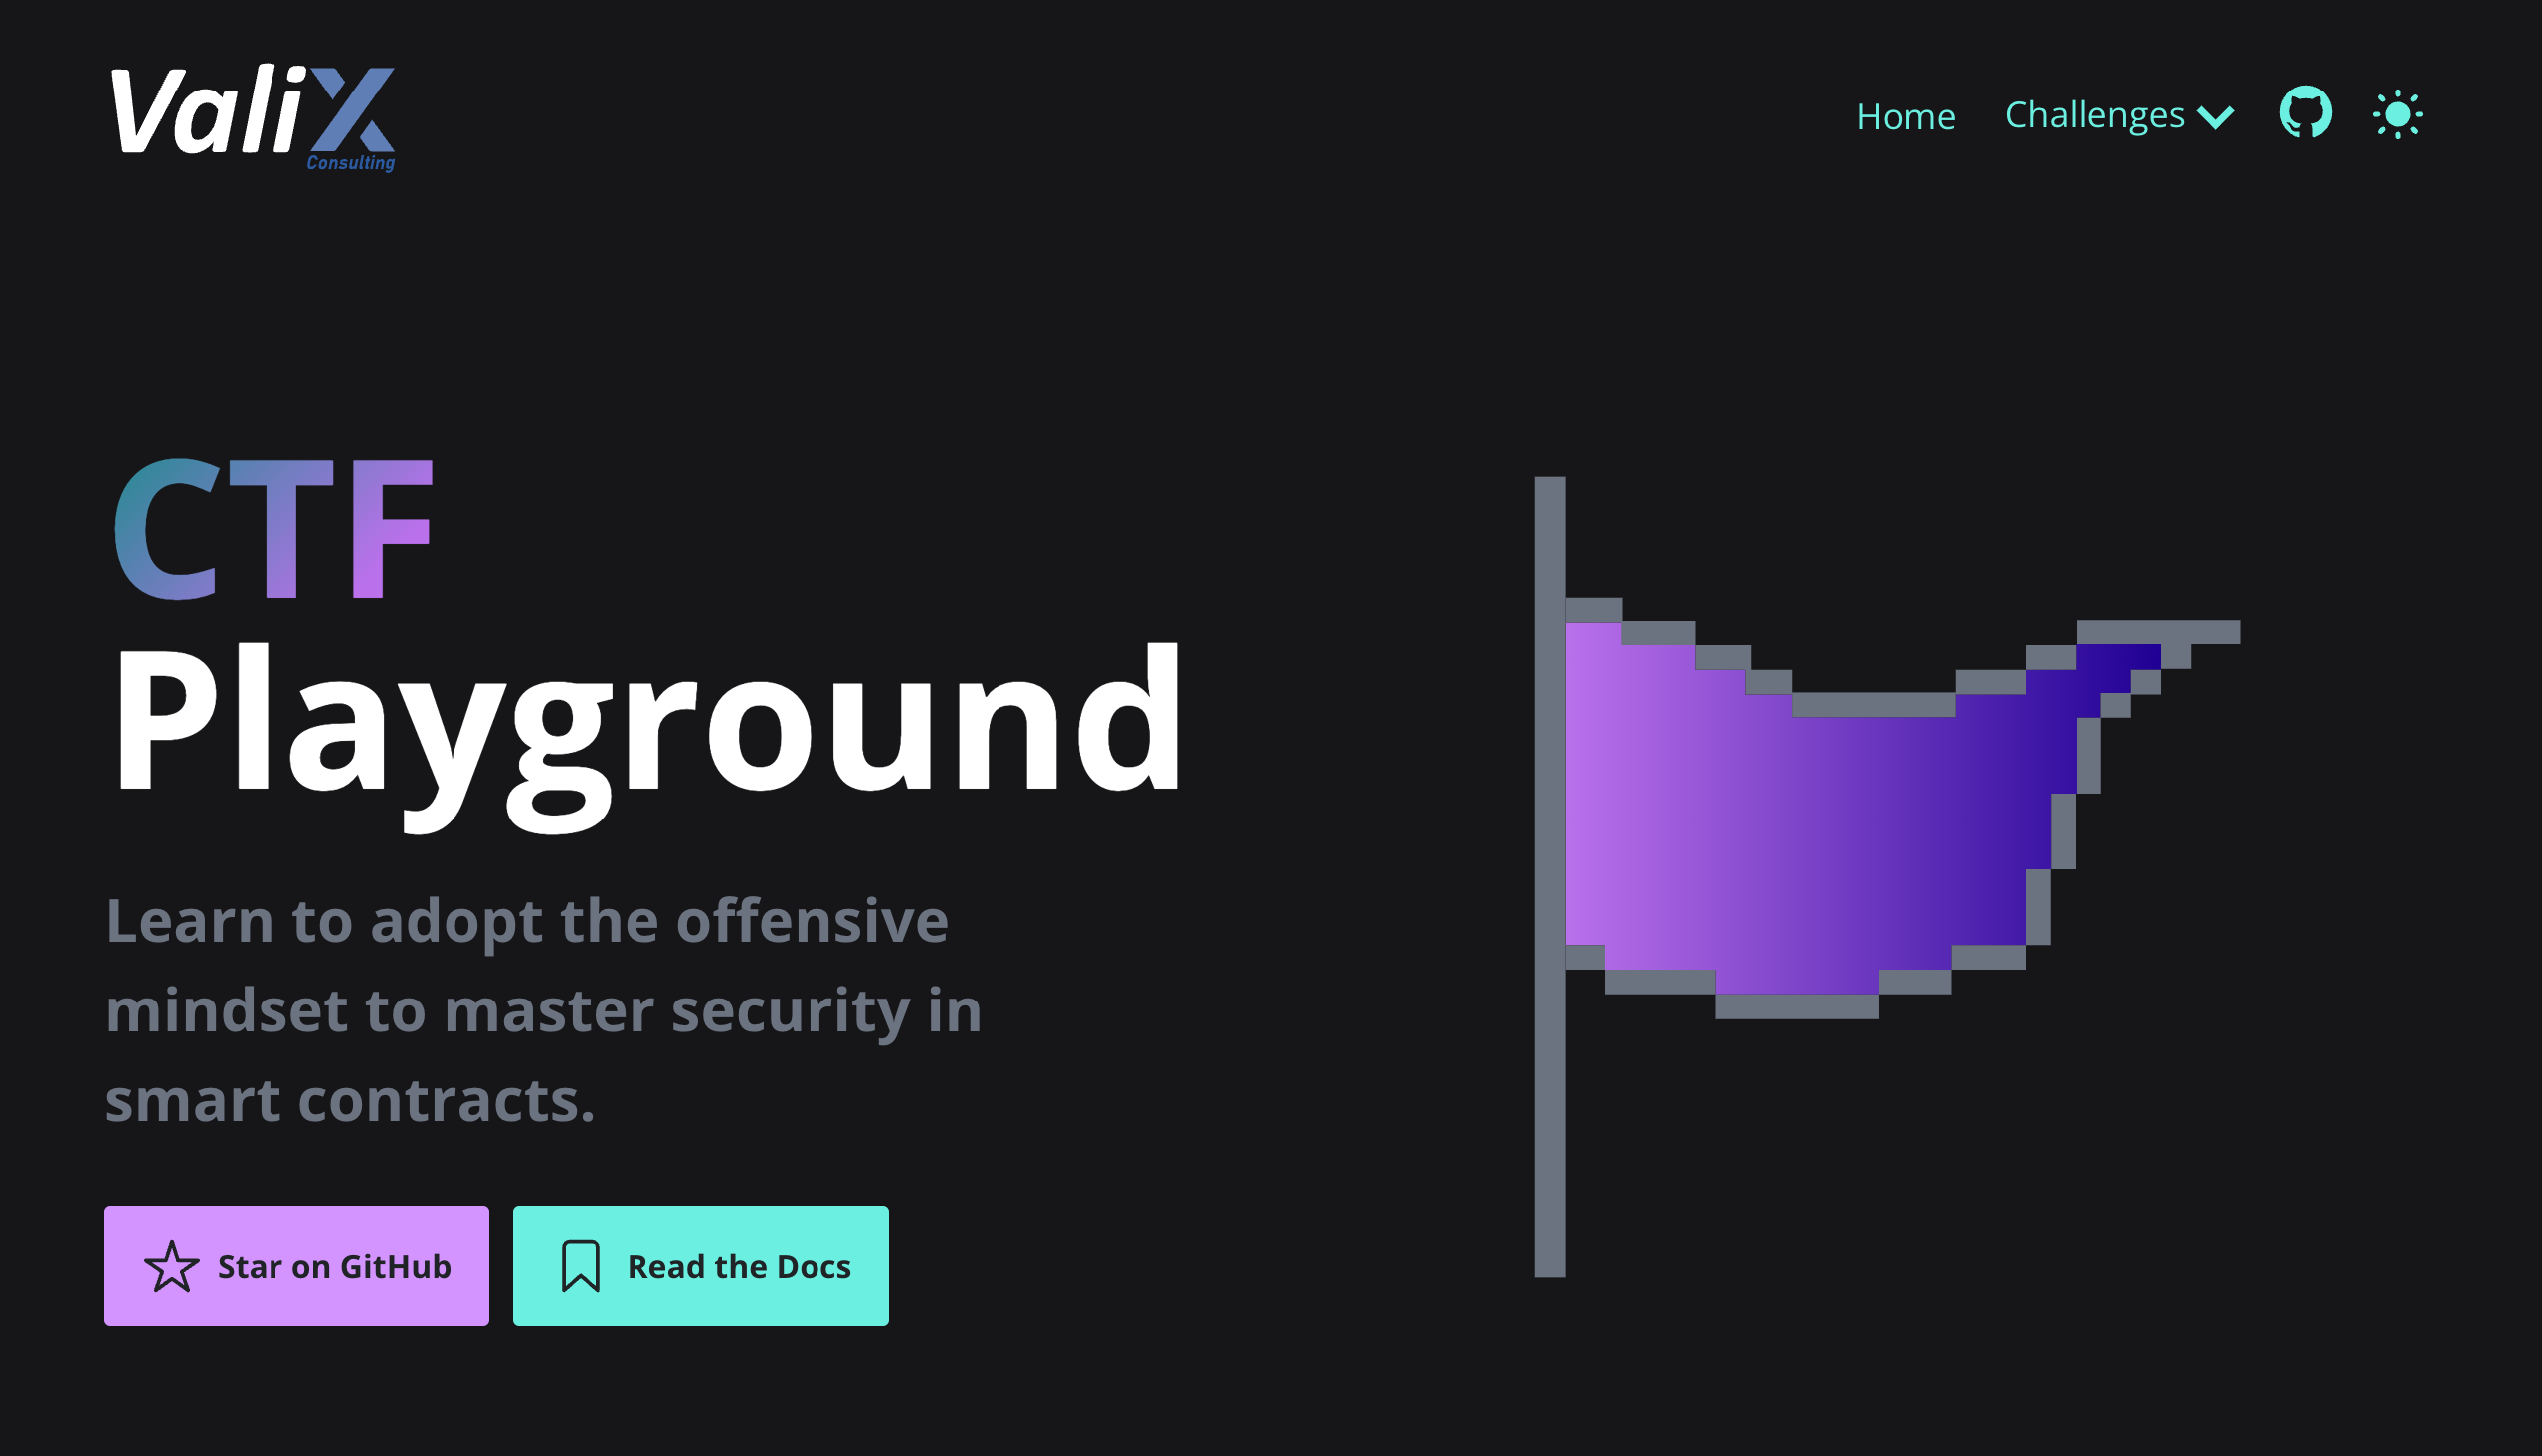 ValiX
Consulting
Home
Challenges
CTF
Playground
Learn to adopt the offensive
mindset to master security in
smart contracts.
Star on GitHub
Read the Docs